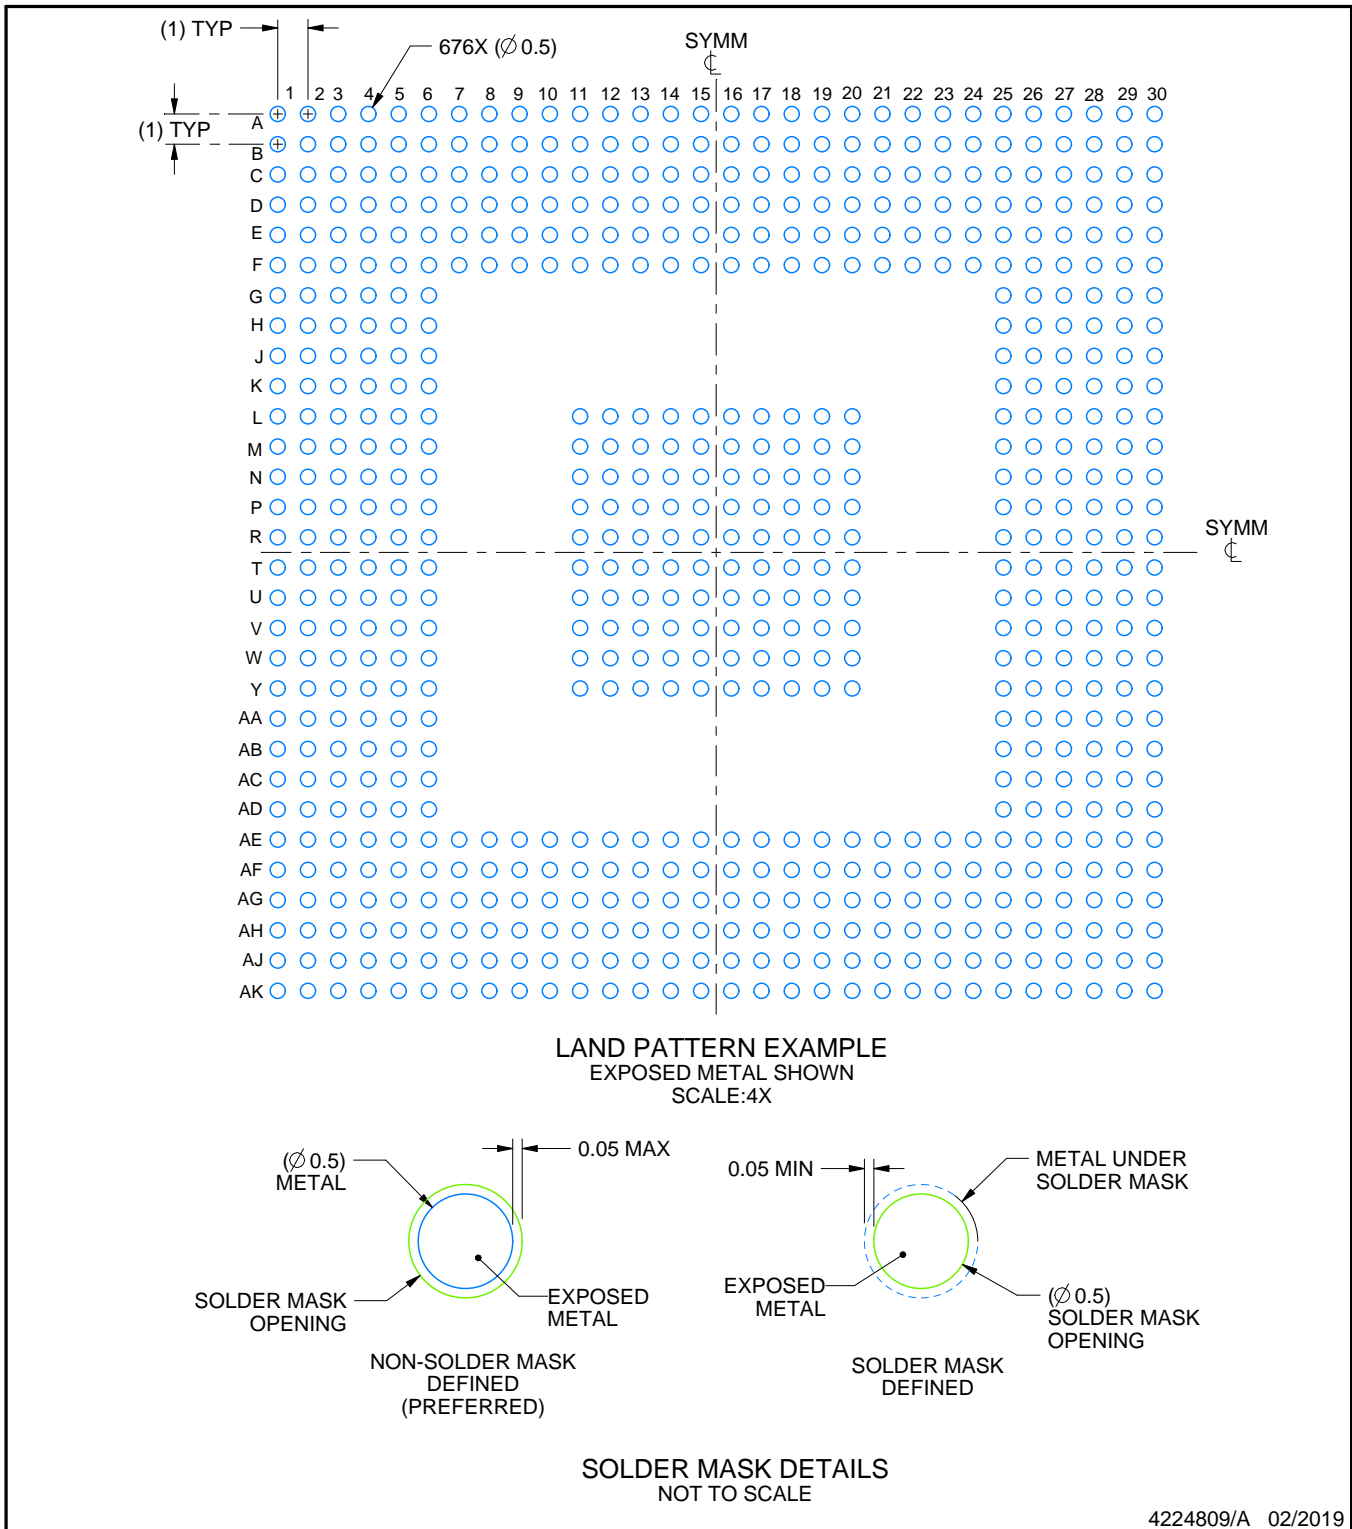 (1) TYP
676X (∅ 0.5)
SYMM
℄
1 2 3 4 5 6 7 8 9 10 11 12 13 14 15 16 17 18 19 20 21 22 23 24 25 26 27 28 29 30
A
(1) TYP
B
C
D
E
F
G
H
J
K
L
M
N
P
R
SYMM
℄
T
U
V
W
Y
AA
AB
AC
AD
AE
AF
AG
AH
AJ
AK
LAND PATTERN EXAMPLE
EXPOSED METAL SHOWN
SCALE:4X
(∅ 0.5)
METAL
0.05 MAX
SOLDER MASK
OPENING
EXPOSED
METAL
NON-SOLDER MASK
DEFINED
(PREFERRED)
0.05 MIN
METAL UNDER
SOLDER MASK
EXPOSED
METAL
(∅ 0.5)
SOLDER MASK
OPENING
SOLDER MASK
DEFINED
SOLDER MASK DETAILS
NOT TO SCALE
4224809/A 02/2019